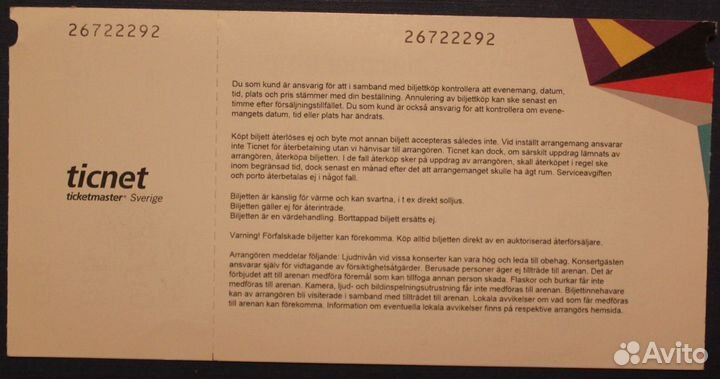 26722292
26722292
Du som kund är ansvarig för att i samband med biljettköp kontrollera att evenemang, datum,
tid, plats och pris stämmer med din beställning. Annulering av biljettköp kan ske senast en
timme efter försäljningstillfället. Du som kund är också ansvarig för att kontrollera om evene-
mangets datum, tid eller plats har ändrats.
Köpt biljett återlöses ej och byte mot annan biljett accepteras således inte. Vid inställt arrangemang ansvarar
inte Ticnet för återbetalning utan vi hänvisar till arrangören. Ticnet kan dock, om särskilt uppdrag lämnats av
arrangören, återköpa biljetten. I de fall återköp sker på uppdrag av arrangören, skall återköpet i regel ske
inom begränsad tid, dock senast en månad efter det att arrangemanget skulle ha ägt rum. Serviceavgiften
och porto återbetalas ej i något fall.
ticnet
ticketmaster® Sverige
Biljetten är känslig för värme och kan svartna, i t ex direkt solljus.
Biljetten gäller ej för återinträde.
Biljetten är en värdehandling. Borttappad biljett ersätts ej.
Varning! Förfalskade biljetter kan förekomma. Köp alltid biljetten direkt av en auktoriserad återförsäljare.
Arrangören meddelar följande: Ljudnivån vid vissa konserter kan vara hög och leda till obehag. Konsertgästen
ansvarar själv för vidtagande av försiktighetsåtgärder. Berusade personer äger ej tillträde till arenan. Det är
förbjudet att till arenan medföra föremål som kan tillfoga annan person skada. Flaskor och burkar får inte
medföras till arenan. Kamera, ljud- och bildinspelningsutrustning får inte medföras till arenan. Biljettinnehavare
kan av arrangören bli visiterade i samband med tillträdet till arenan. Lokala avvikelser om vad som får medföras
till arenan kan förekomma. Information om eventuella lokala avvikelser finns på respektive arrangörs hemsida.
Avito